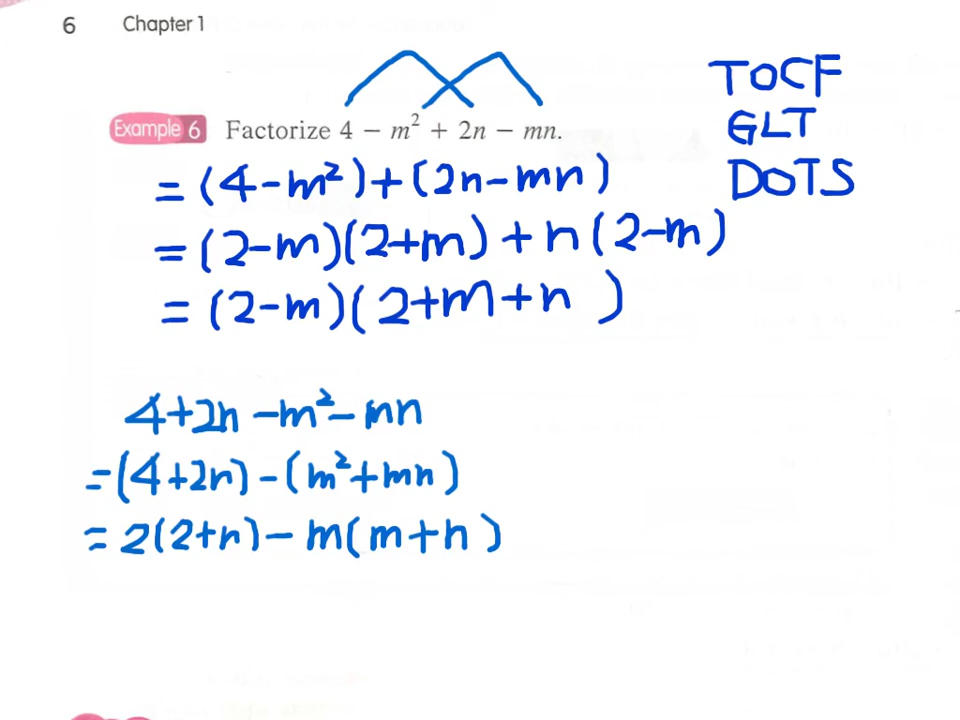 6 Chapter 1
TOCF
GLT
DOTS
Example 6 Factorize 4 − m² + 2n − mn.
= (4-m²)+(2n-mn)
= (2-m)(2+m)+n(2-m)
= (2-m)(2+m+n )
4+2n-m²-mn
=(4+2n)-(m²+mn)
= 2(2+n)-m(m+n)